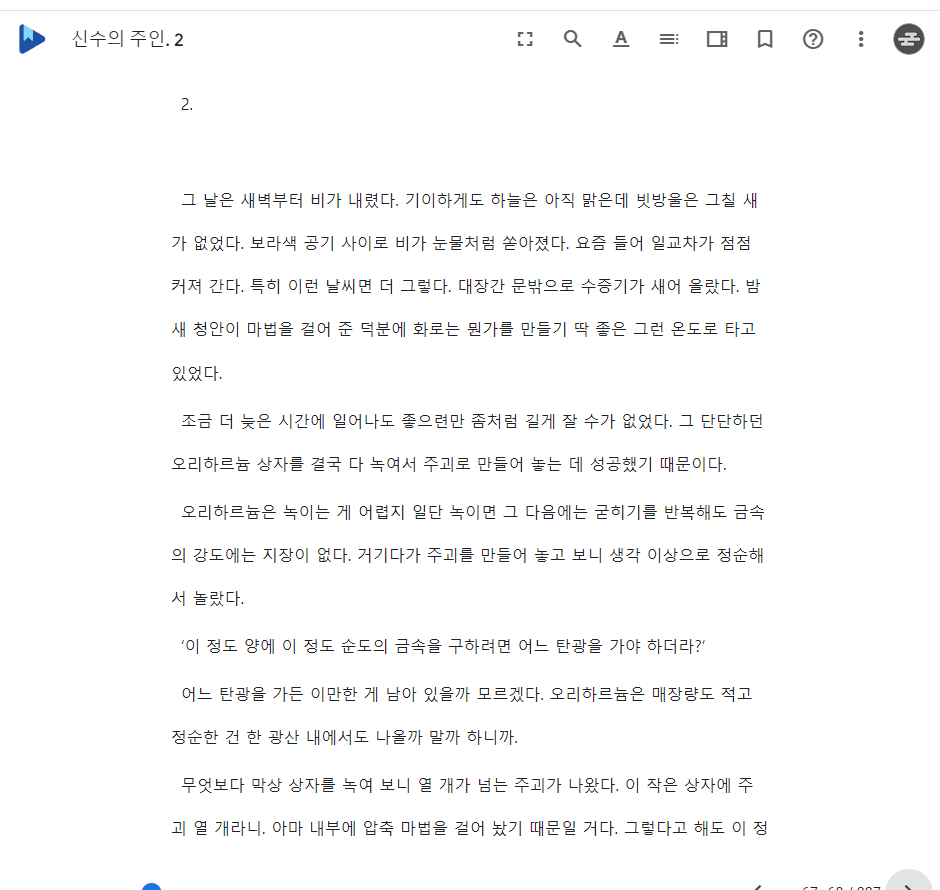 신수의 주인. 2
2.
그 날은 새벽부터 비가 내렸다. 기이하게도 하늘은 아직 맑은데 빗방울은 그칠 새
가 없었다. 보라색 공기 사이로 비가 눈물처럼 쏟아졌다. 요즘 들어 일교차가 점점
커져 간다. 특히 이런 날씨면 더 그렇다. 대장간 문밖으로 수증기가 새어 올랐다. 밤
새 청안이 마법을 걸어 준 덕분에 화로는 뭔가를 만들기 딱 좋은 그런 온도로 타고
있었다.
조금 더 늦은 시간에 일어나도 좋으련만 좀처럼 길게 잘 수가 없었다. 그 단단하던
오리하르늄 상자를 결국 다 녹여서 주괴로 만들어 놓는 데 성공했기 때문이다.
오리하르늄은 녹이는 게 어렵지 일단 녹이면 그 다음에는 굳히기를 반복해도 금속
의 강도에는 지장이 없다. 거기다가 주괴를 만들어 놓고 보니 생각 이상으로 정순해
서 놀랐다.
‘이 정도 양에 이 정도 순도의 금속을 구하려면 어느 탄광을 가야 하더라?’
어느 탄광을 가든 이만한 게 남아 있을까 모르겠다. 오리하르늄은 매장량도 적고
정순한 건 한 광산 내에서도 나올까 말까 하니까.
무엇보다 막상 상자를 녹여 보니 열 개가 넘는 주괴가 나왔다. 이 작은 상자에 주
괴 열 개라니. 아마 내부에 압축 마법을 걸어 놨기 때문일 거다. 그렇다고 해도 이 정